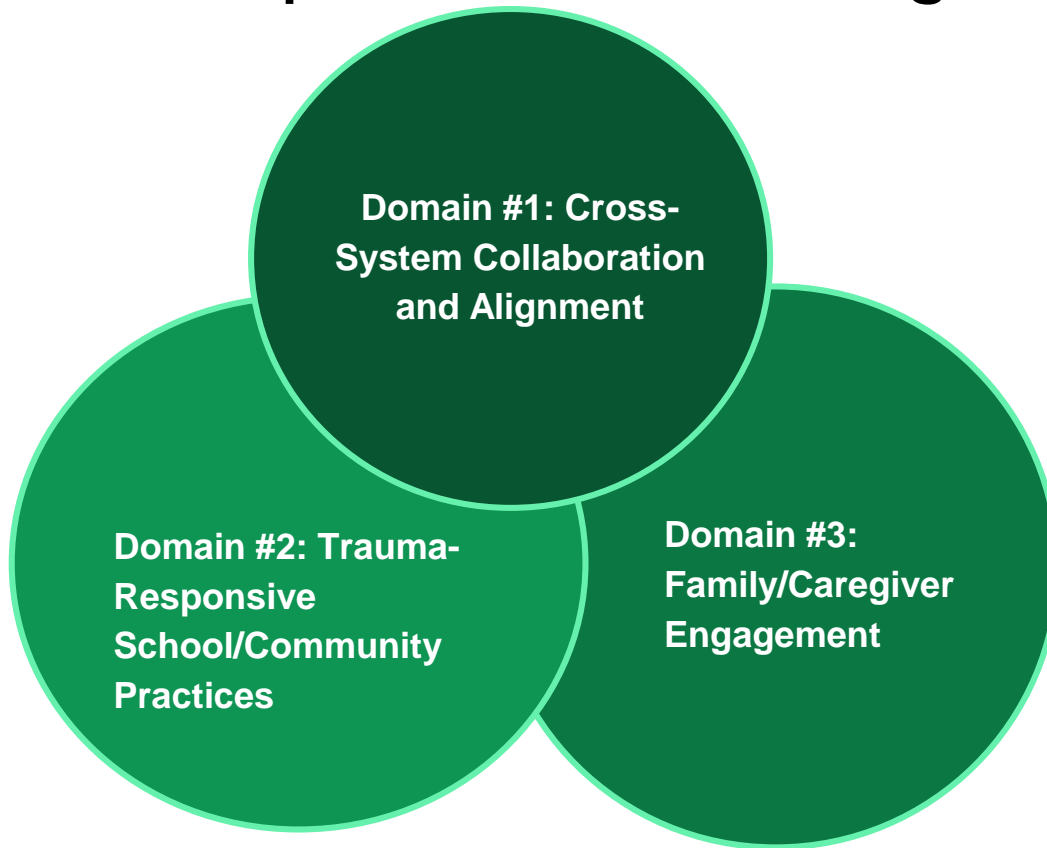 Domain #1: Cross-
System Collaboration
and Alignment
Domain #2: Trauma-
Responsive
School/Community
Practices
Domain #3:
Family/Caregiver
Engagement